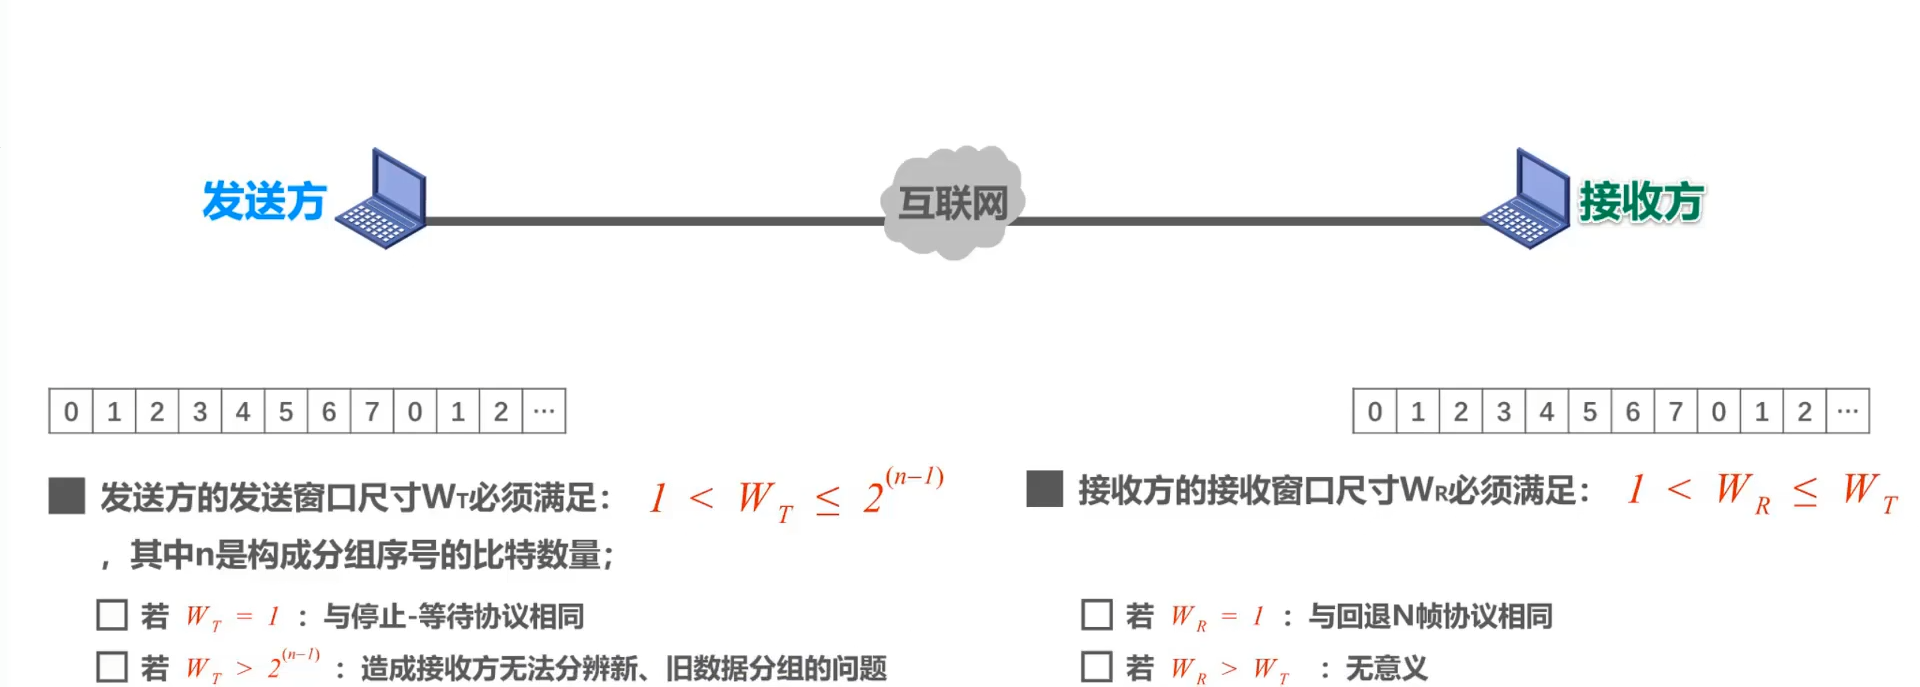 发送方 互联网 接收方
0 1 2 3 4 5 6 7 0 1 2 ...
0 1 2 3 4 5 6 7 0 1 2 ...
发送方的发送窗口尺寸W_T必须满足： 1 < W_T ≤ 2^(n-1)
，其中n是构成分组序号的比特数量；
若 W_T = 1 ：与停止-等待协议相同
若 W_T > 2^(n-1) ：造成接收方无法分辨新、旧数据分组的问题
接收方的接收窗口尺寸W_R必须满足： 1 < W_R ≤ W_T
若 W_R = 1 ：与回退N帧协议相同
若 W_R > W_T ：无意义